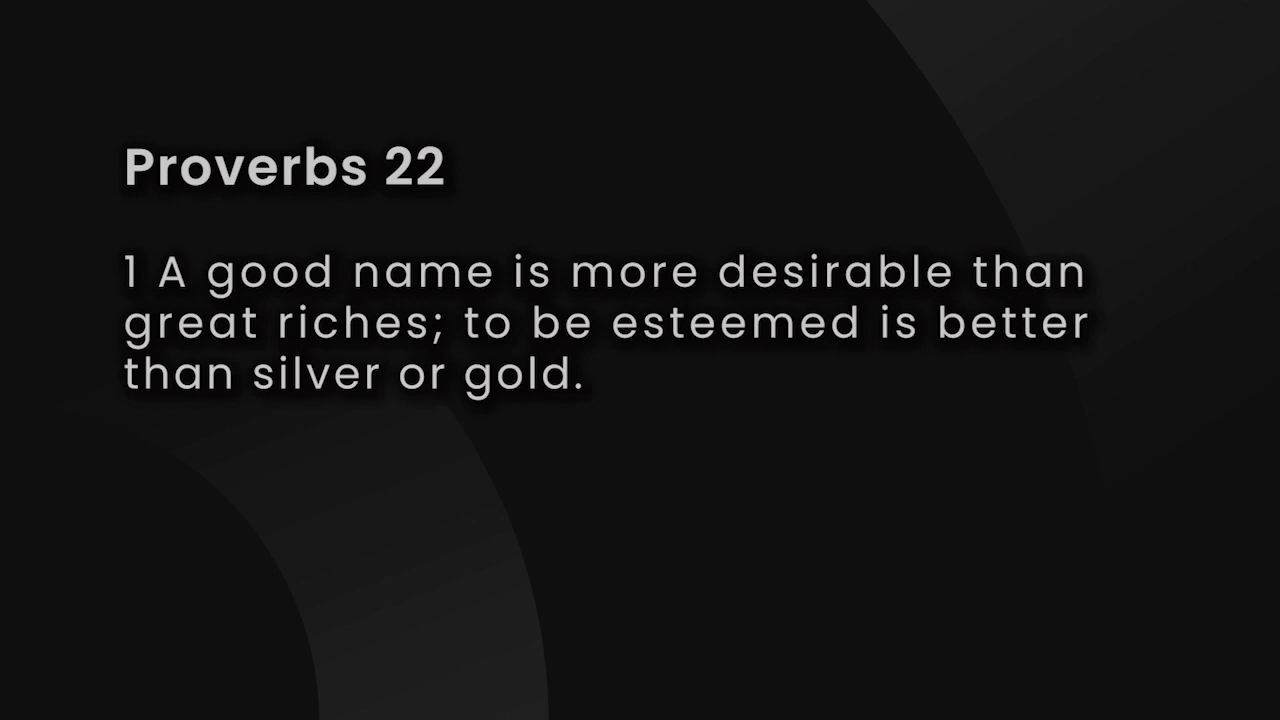 Proverbs 22
1 A good name is more desirable than
great riches; to be esteemed is better
than silver or gold.